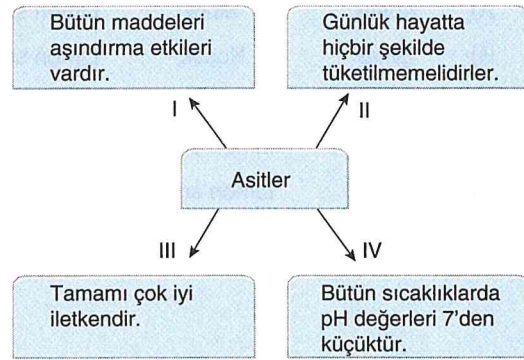 Bütün maddeleri
aşındırma etkileri
vardır.
Günlük hayatta
hiçbir şekilde
tüketilmemelidirler.
I
II
Asitler
III
IV
Tamamı çok iyi
iletkendir.
Bütün sıcaklıklarda
pH değerleri 7'den
küçüktür.